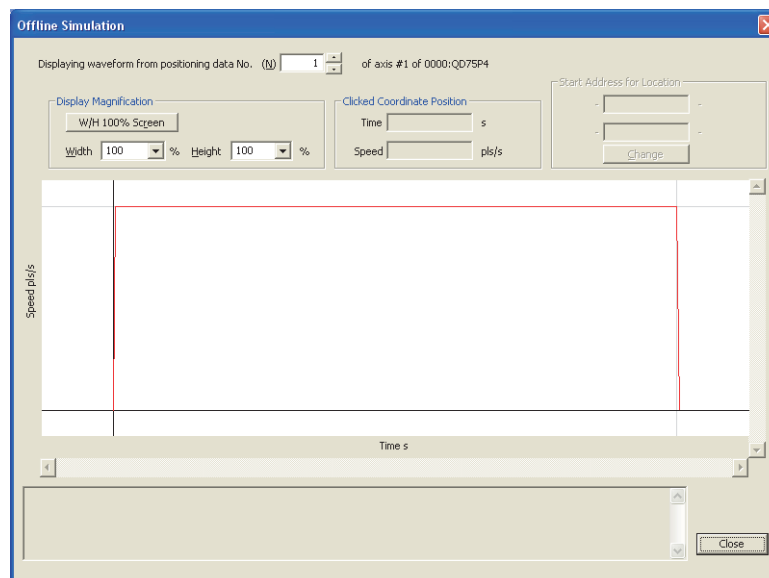 Offline Simulation
Displaying waveform from positioning data No. (N) 1 of axis #1 of 0000:QD75P4
Start Address for Location
Display Magnification
Clicked Coordinate Position
W/H 100% Screen
Time s
- -
- -
Width 100 % Height 100 %
Speed pls/s
Change
Speed pls/s
Time s
Close